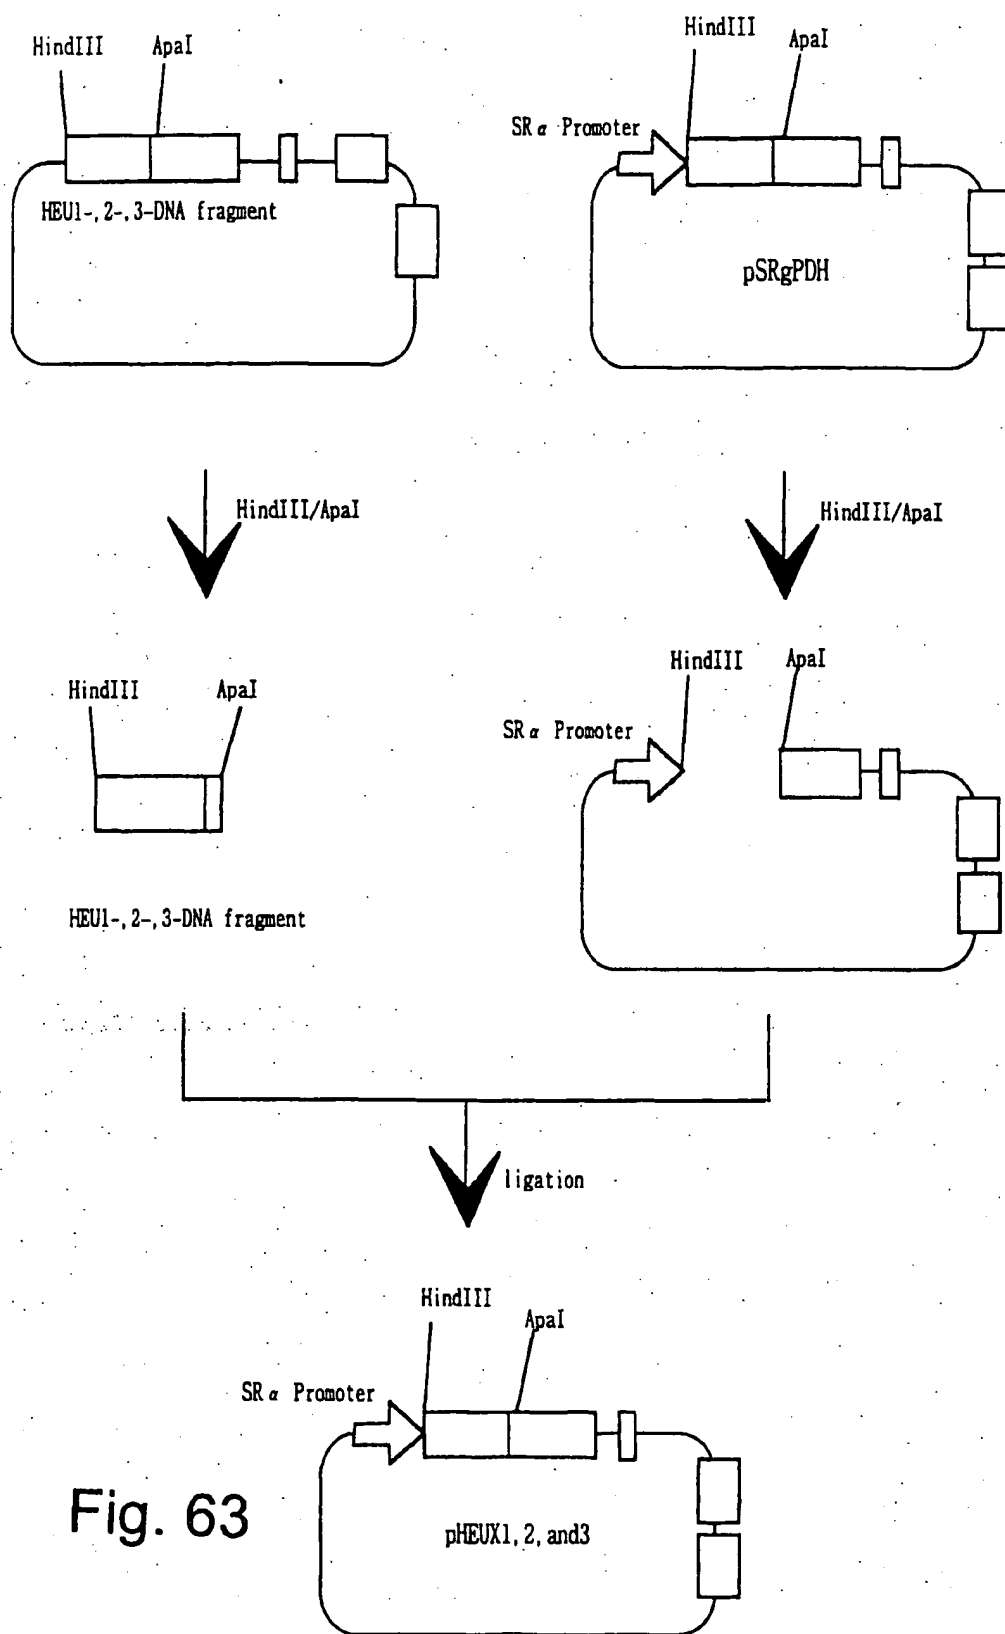 HindIII
ApaI
HEU1-,2-,3-DNA fragment
HindIII
ApaI
SRα Promoter
pSRgPDH
HindIII/ApaI
HindIII/ApaI
HindIII
ApaI
HEU1-,2-,3-DNA fragment
HindIII
ApaI
SRα Promoter
ligation
HindIII
ApaI
SRα Promoter
pHEUX1,2,and3
Fig. 63